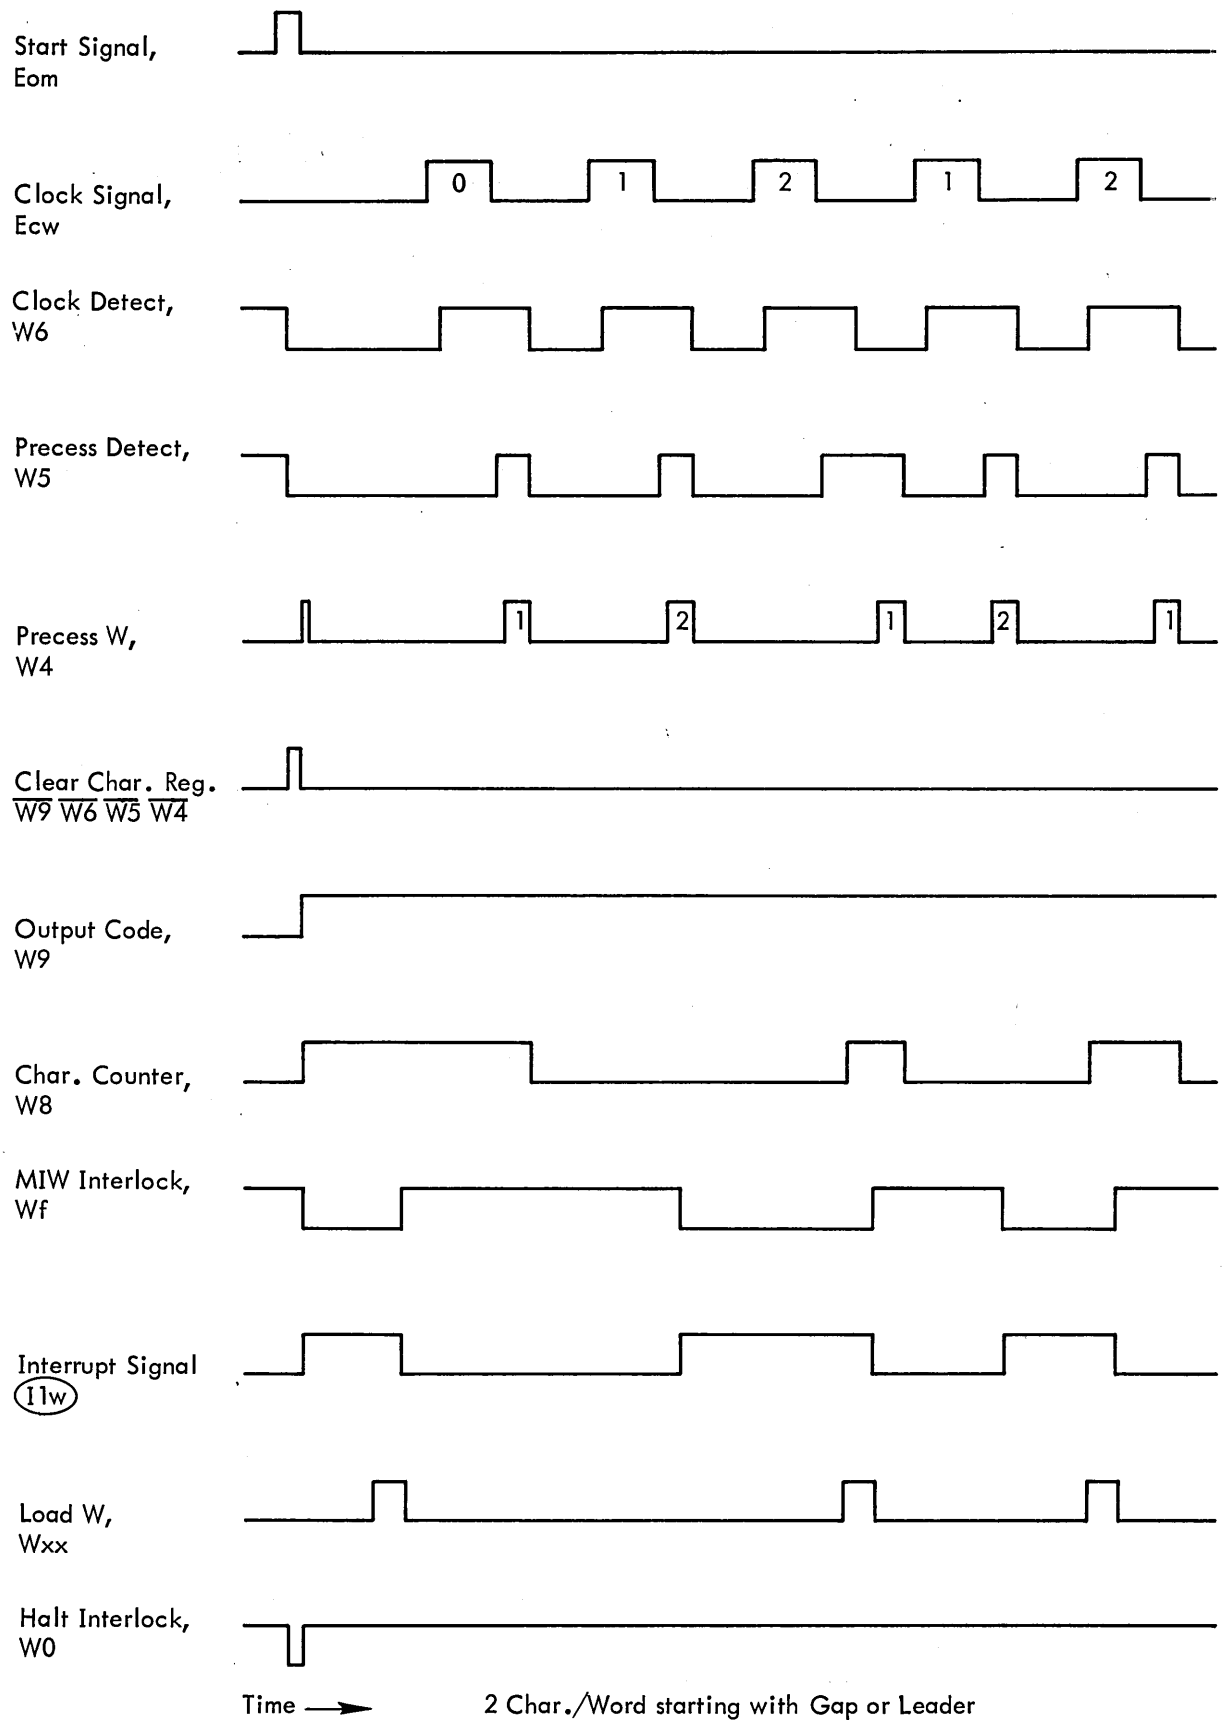 Start Signal,
Eom
0 1 2 1 2
Clock Signal,
Ecw
Clock Detect,
W6
Precess Detect,
W5
1 2 1 2 1
Precess W,
W4
Clear Char. Reg.
W9 W6 W5 W4
Output Code,
W9
Char. Counter,
W8
MIW Interlock,
Wf
Interrupt Signal
I1w
Load W,
Wxx
Halt Interlock,
W0
Time 2 Char./Word starting with Gap or Leader